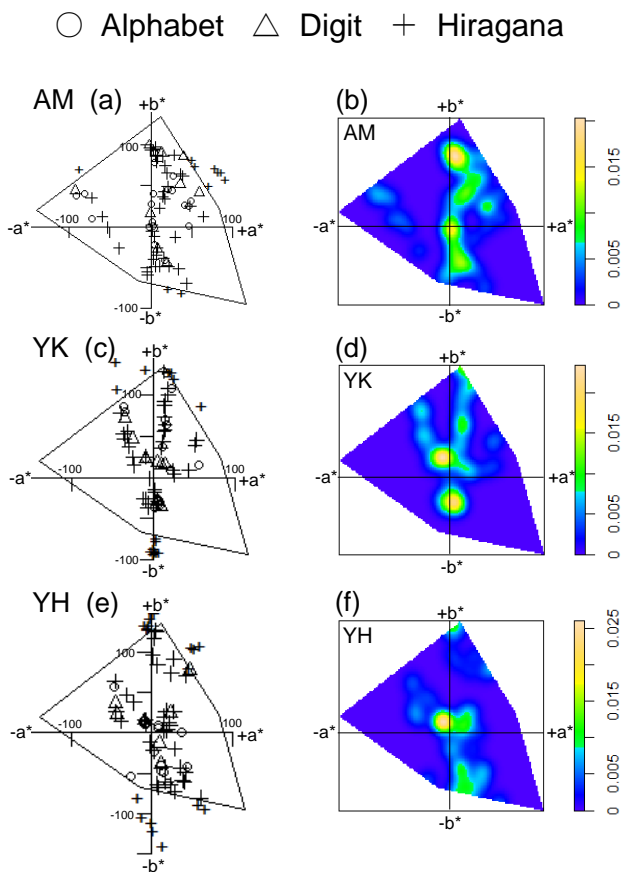 ○ Alphabet △ Digit + Hiragana
AM (a) +b* (b) +b*
AM
100
-a* -100 100 +a* -a* +a*
-100
-b* -b*
0 0.005 0.015
YK (c) +b* (d) +b*
YK
100
-a* -100 100 +a* -a* +a*
-100
-b* -b*
0 0.005 0.015
YH (e) +b* (f) +b*
YH
100
-a* -100 100 +a* -a* +a*
-100
-b* -b*
0 0.005 0.015 0.025